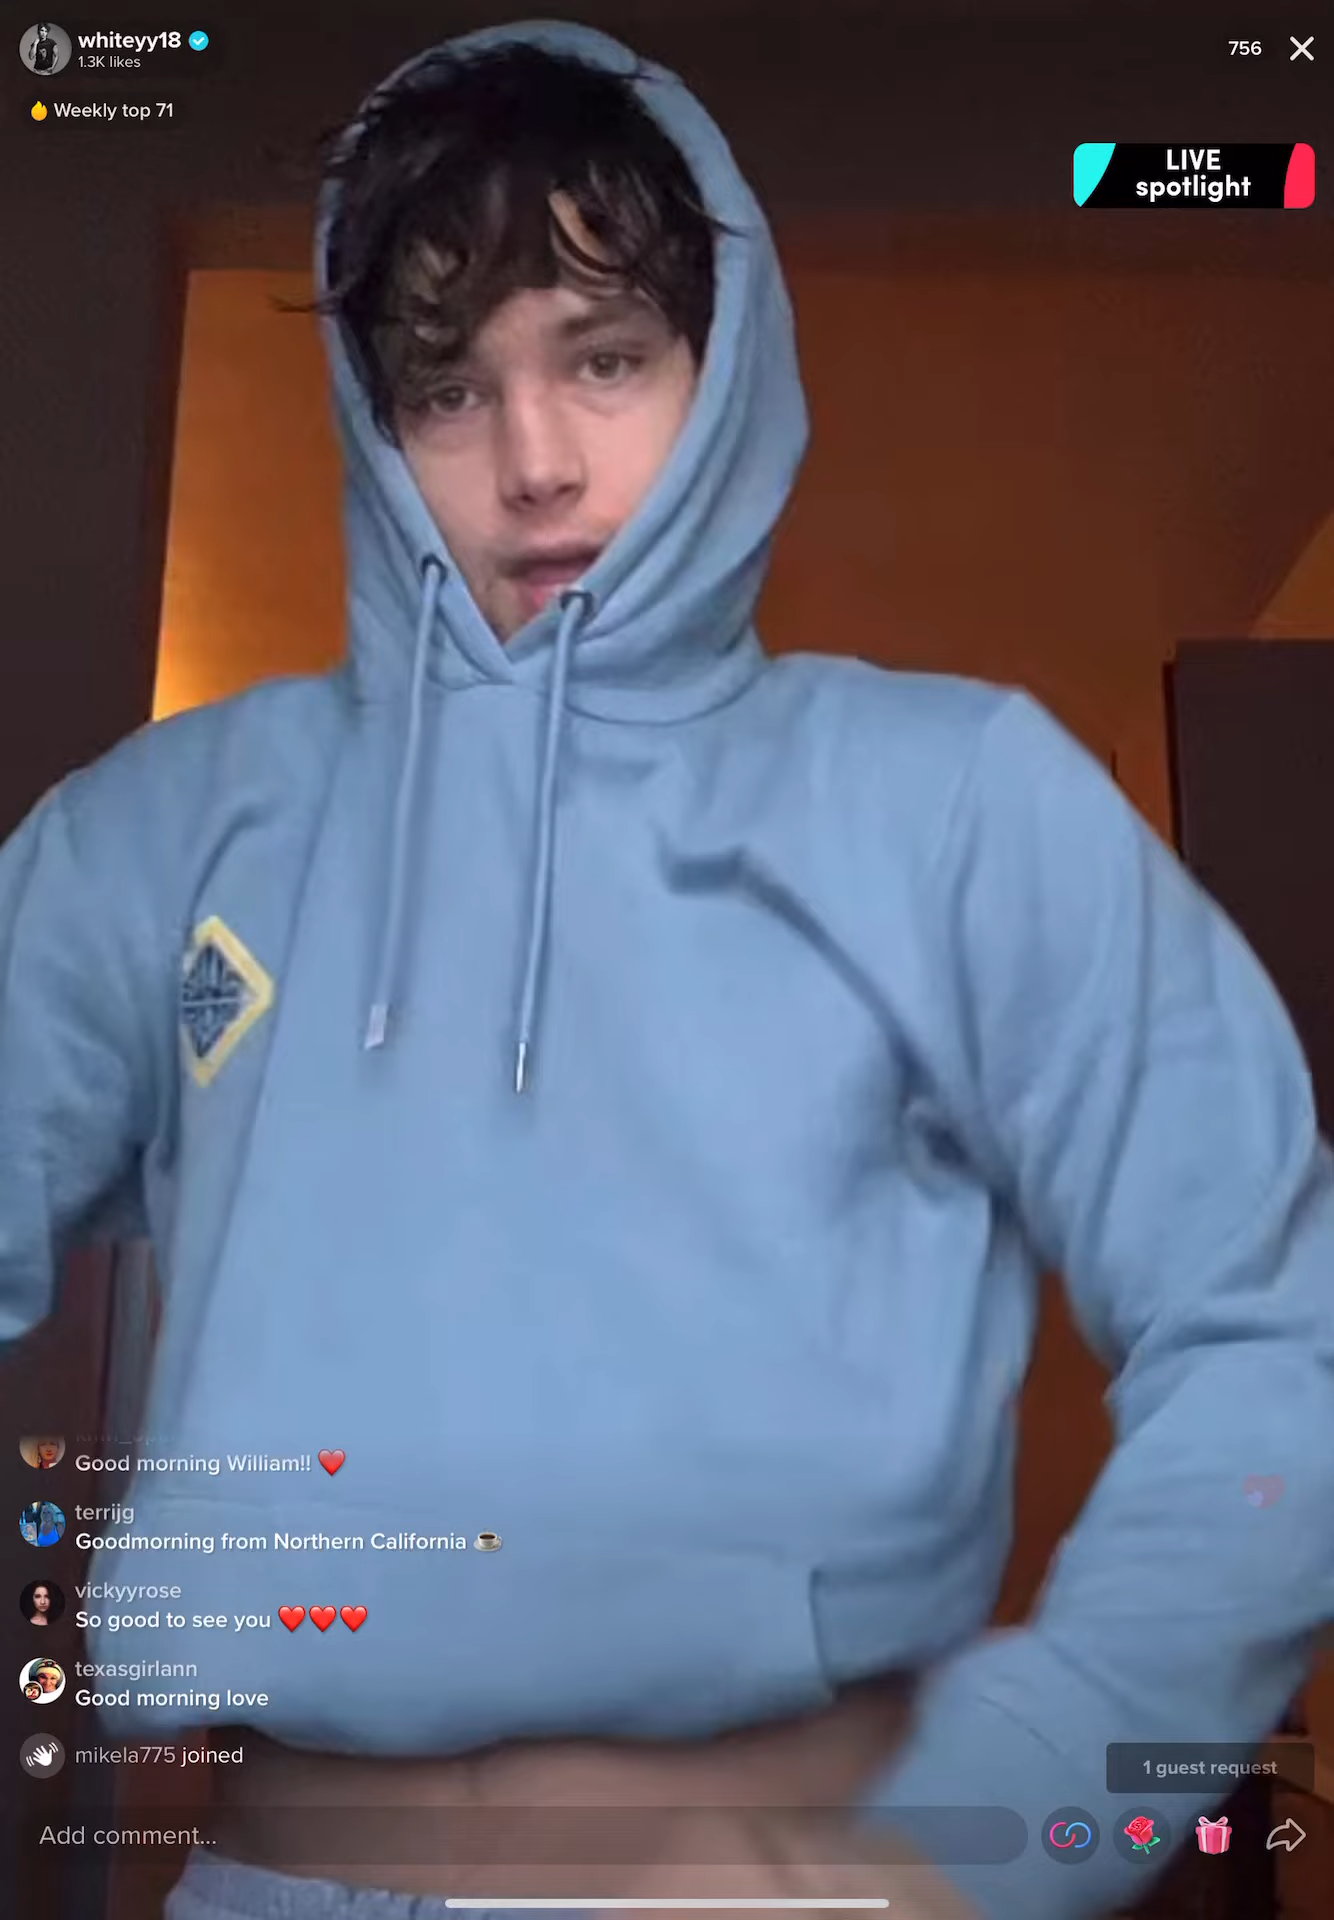 whiteyy18
1.3K likes
756
Weekly top 71
LIVE
spotlight
Good morning William!! ❤️
terrijg
Goodmorning from Northern California ☕
vickyyrose
So good to see you ❤️❤️❤️
texasgirlann
Good morning love
mikela775 joined
1 guest request
Add comment...